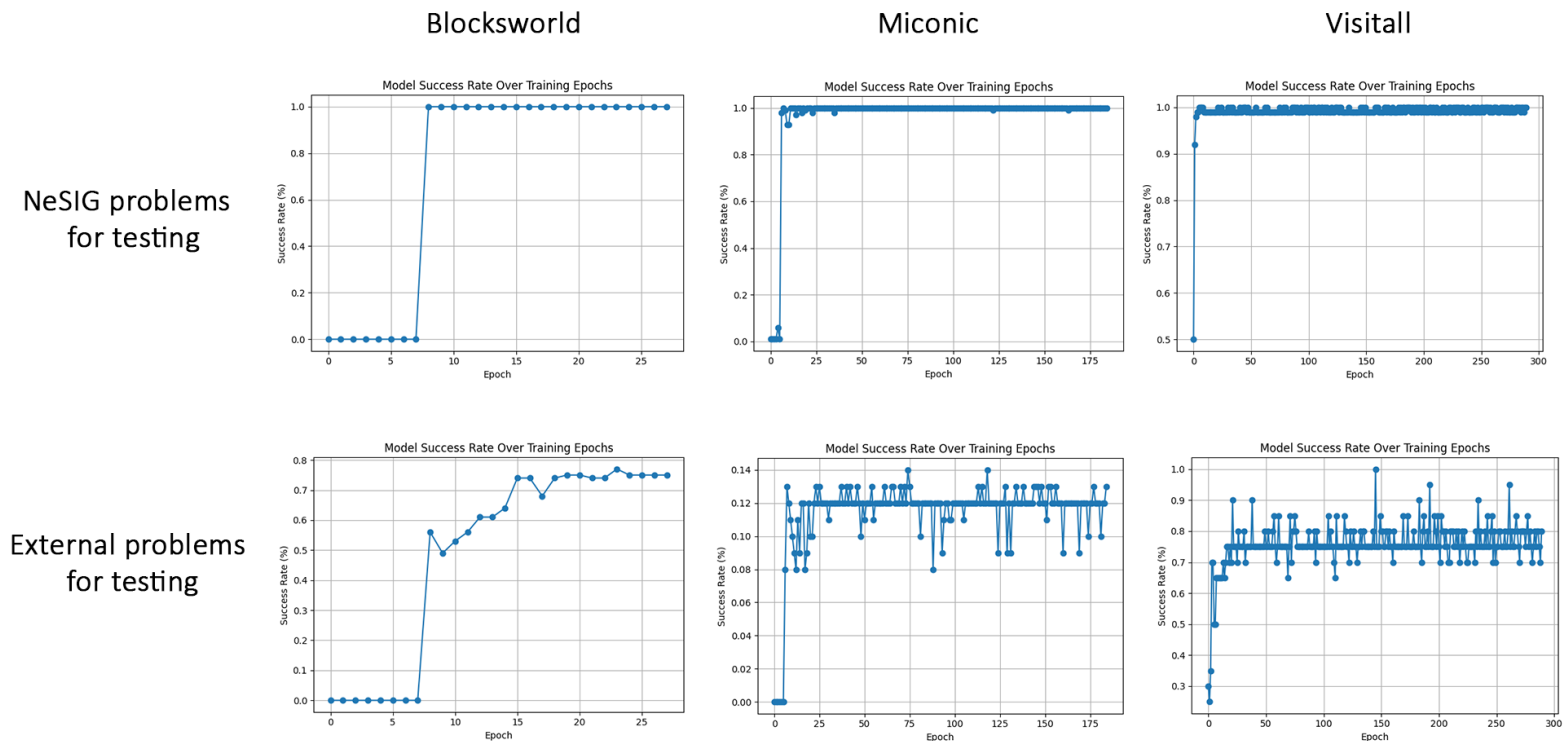 Blocksworld
Miconic
Visitall
NeSIG problems
for testing
Model Success Rate Over Training Epochs
Success Rate (%)
1.0
0.8
0.6
0.4
0.2
0.0
0 5 10 15 20 25
Epoch
Model Success Rate Over Training Epochs
Success Rate (%)
1.0
0.8
0.6
0.4
0.2
0.0
0 25 50 75 100 125 150 175
Epoch
Model Success Rate Over Training Epochs
Success Rate (%)
1.0
0.9
0.8
0.7
0.6
0.5
0 50 100 150 200 250 300
Epoch
External problems
for testing
Model Success Rate Over Training Epochs
Success Rate (%)
0.8
0.7
0.6
0.5
0.4
0.3
0.2
0.1
0.0
0 5 10 15 20 25
Epoch
Model Success Rate Over Training Epochs
Success Rate (%)
0.14
0.12
0.10
0.08
0.06
0.04
0.02
0.00
0 25 50 75 100 125 150 175
Epoch
Model Success Rate Over Training Epochs
Success Rate (%)
1.0
0.9
0.8
0.7
0.6
0.5
0.4
0.3
0 50 100 150 200 250 300
Epoch